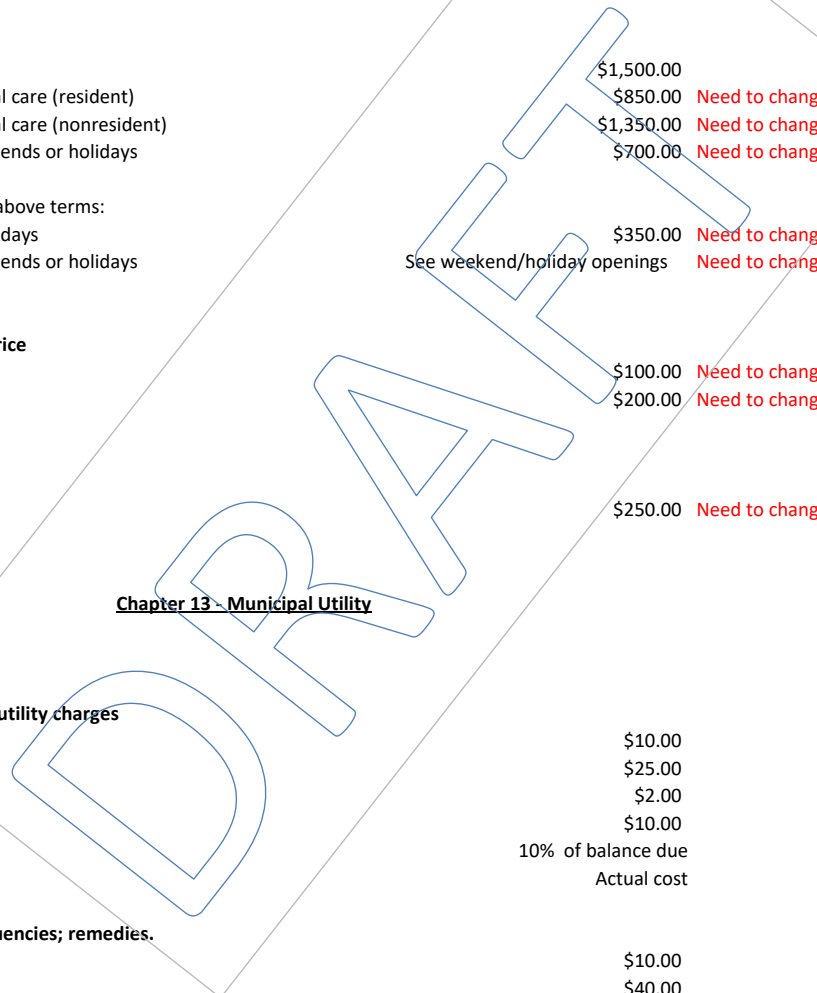 $1,500.00
l care (resident) $850.00 Need to chang
l care (nonresident) $1,350.00 Need to chang
ends or holidays $700.00 Need to chang
above terms:
days $350.00 Need to chang
ends or holidays See weekend/holiday openings Need to chang
rice
$100.00 Need to chang
$200.00 Need to chang
$250.00 Need to chang
Chapter 13 - Municipal Utility
utility charges
$10.00
$25.00
$2.00
$10.00
10% of balance due
Actual cost
uencies; remedies.
$10.00
$40.00
DRAFT